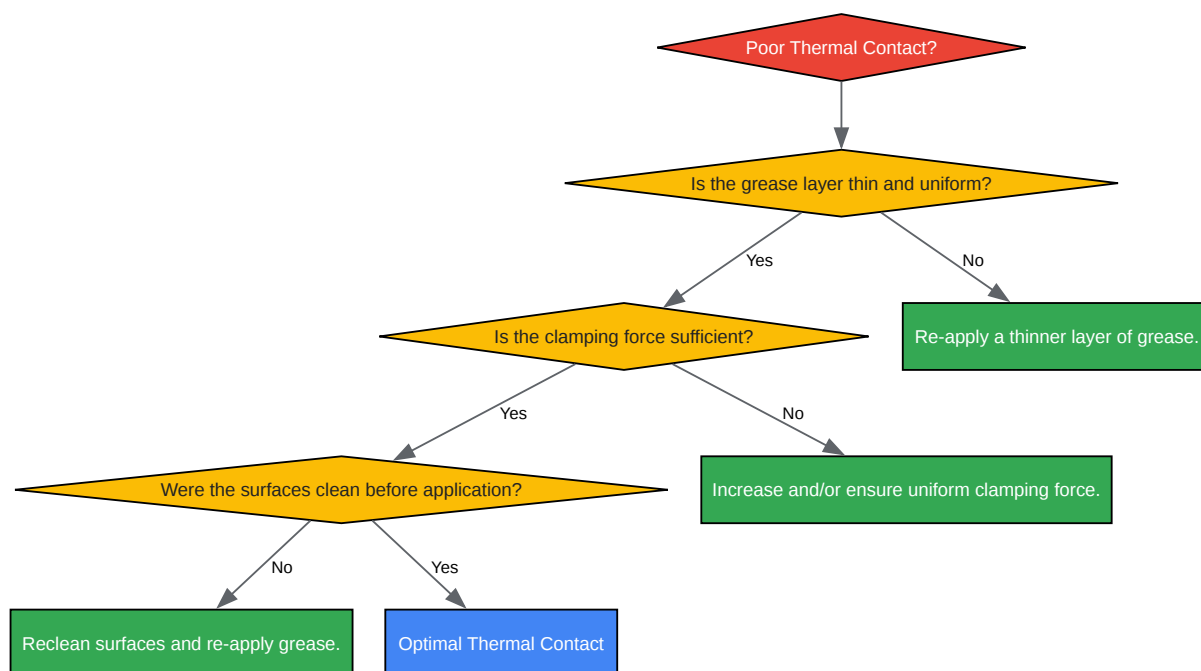 Poor Thermal Contact?
Is the grease layer thin and uniform?
Yes
No
Is the clamping force sufficient?
Re-apply a thinner layer of grease.
Yes
No
Were the surfaces clean before application?
Increase and/or ensure uniform clamping force.
No
Yes
Reclean surfaces and re-apply grease.
Optimal Thermal Contact